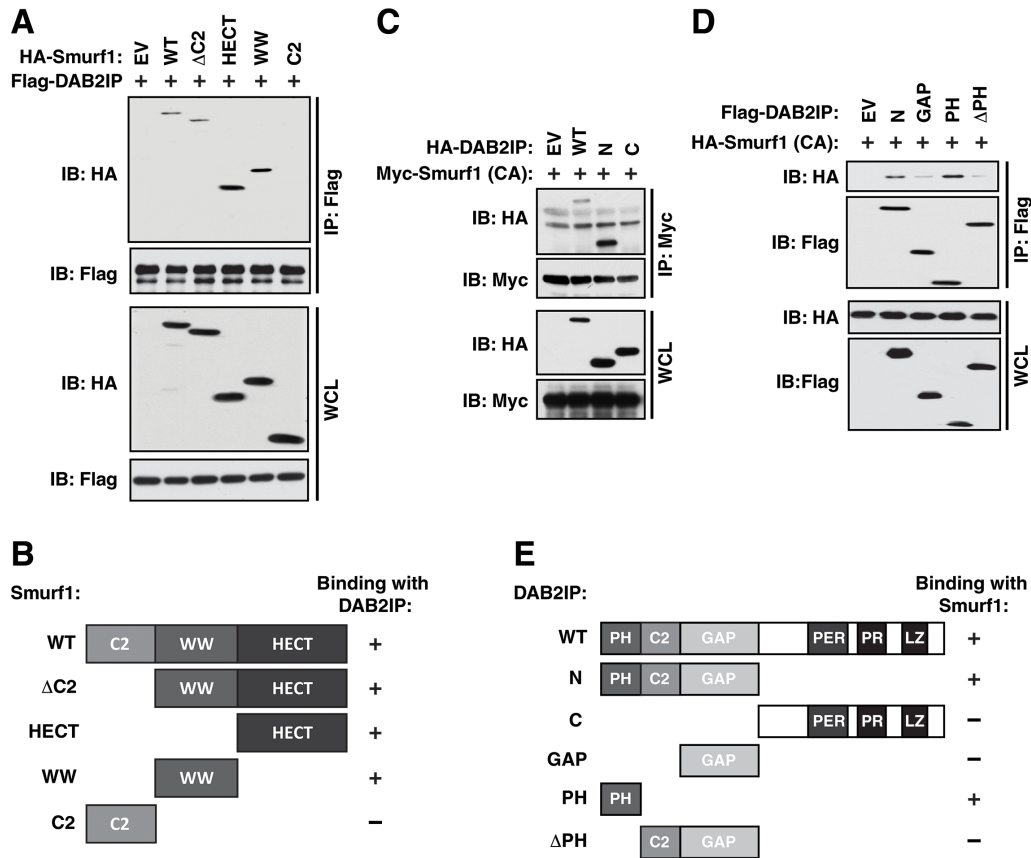 A
HA-Smurf1: EV WT ΔC2 HECT WW C2
Flag-DAB2IP + + + + + +
IB: HA
IB: Flag
IP: Flag
IB: HA
IB: Flag
WCL
B
Smurf1: Binding with DAB2IP:
WT C2 WW HECT +
ΔC2 WW HECT +
HECT HECT +
WW WW +
C2 C2 −
C
HA-DAB2IP: EV WT N C
Myc-Smurf1 (CA): + + + +
IB: HA
IB: Myc
IP: Myc
IB: HA
IB: Myc
WCL
D
Flag-DAB2IP: EV N GAP PH ΔPH
HA-Smurf1 (CA): + + + + +
IB: HA
IB: Flag
IP: Flag
IB: HA
IB:Flag
WCL
E
DAB2IP: Binding with Smurf1:
WT PH C2 GAP PER PR LZ +
N PH C2 GAP +
C PER PR LZ −
GAP GAP −
PH PH +
ΔPH C2 GAP −